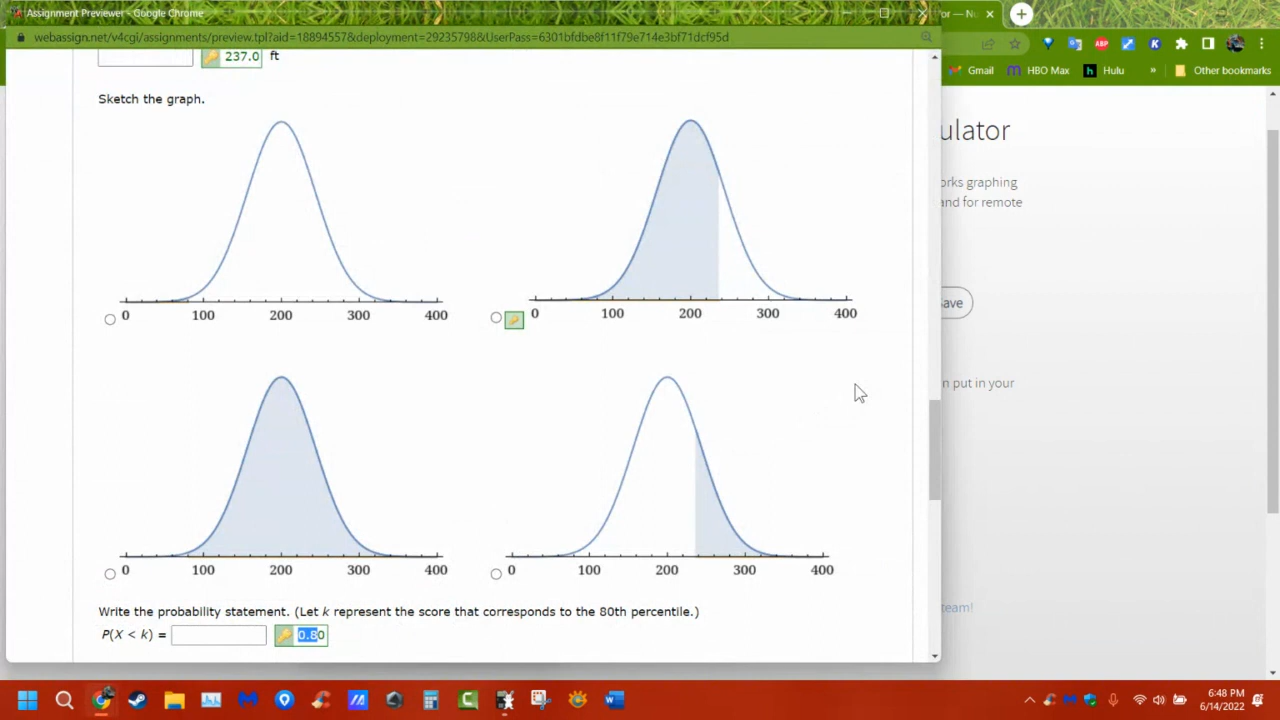 Assignment Previewer - Google Chrome
webassign.net/v4cgi/assignments/preview.tpl?aid=18894557&deployment=29235798&UserPass=6301bfdbe8f11f79e714e3bf71dcf95d
ABP
K
Gmail
HBO Max
h Hulu
»
Other bookmarks
237.0 ft
Sketch the graph.
0 100 200 300 400
0 100 200 300 400
0 100 200 300 400
0 100 200 300 400
Write the probability statement. (Let k represent the score that corresponds to the 80th percentile.)
P(X < k) = 0.80
ulator
orks graphing
and for remote
ave
n put in your
team!
6:48 PM
6/14/2022